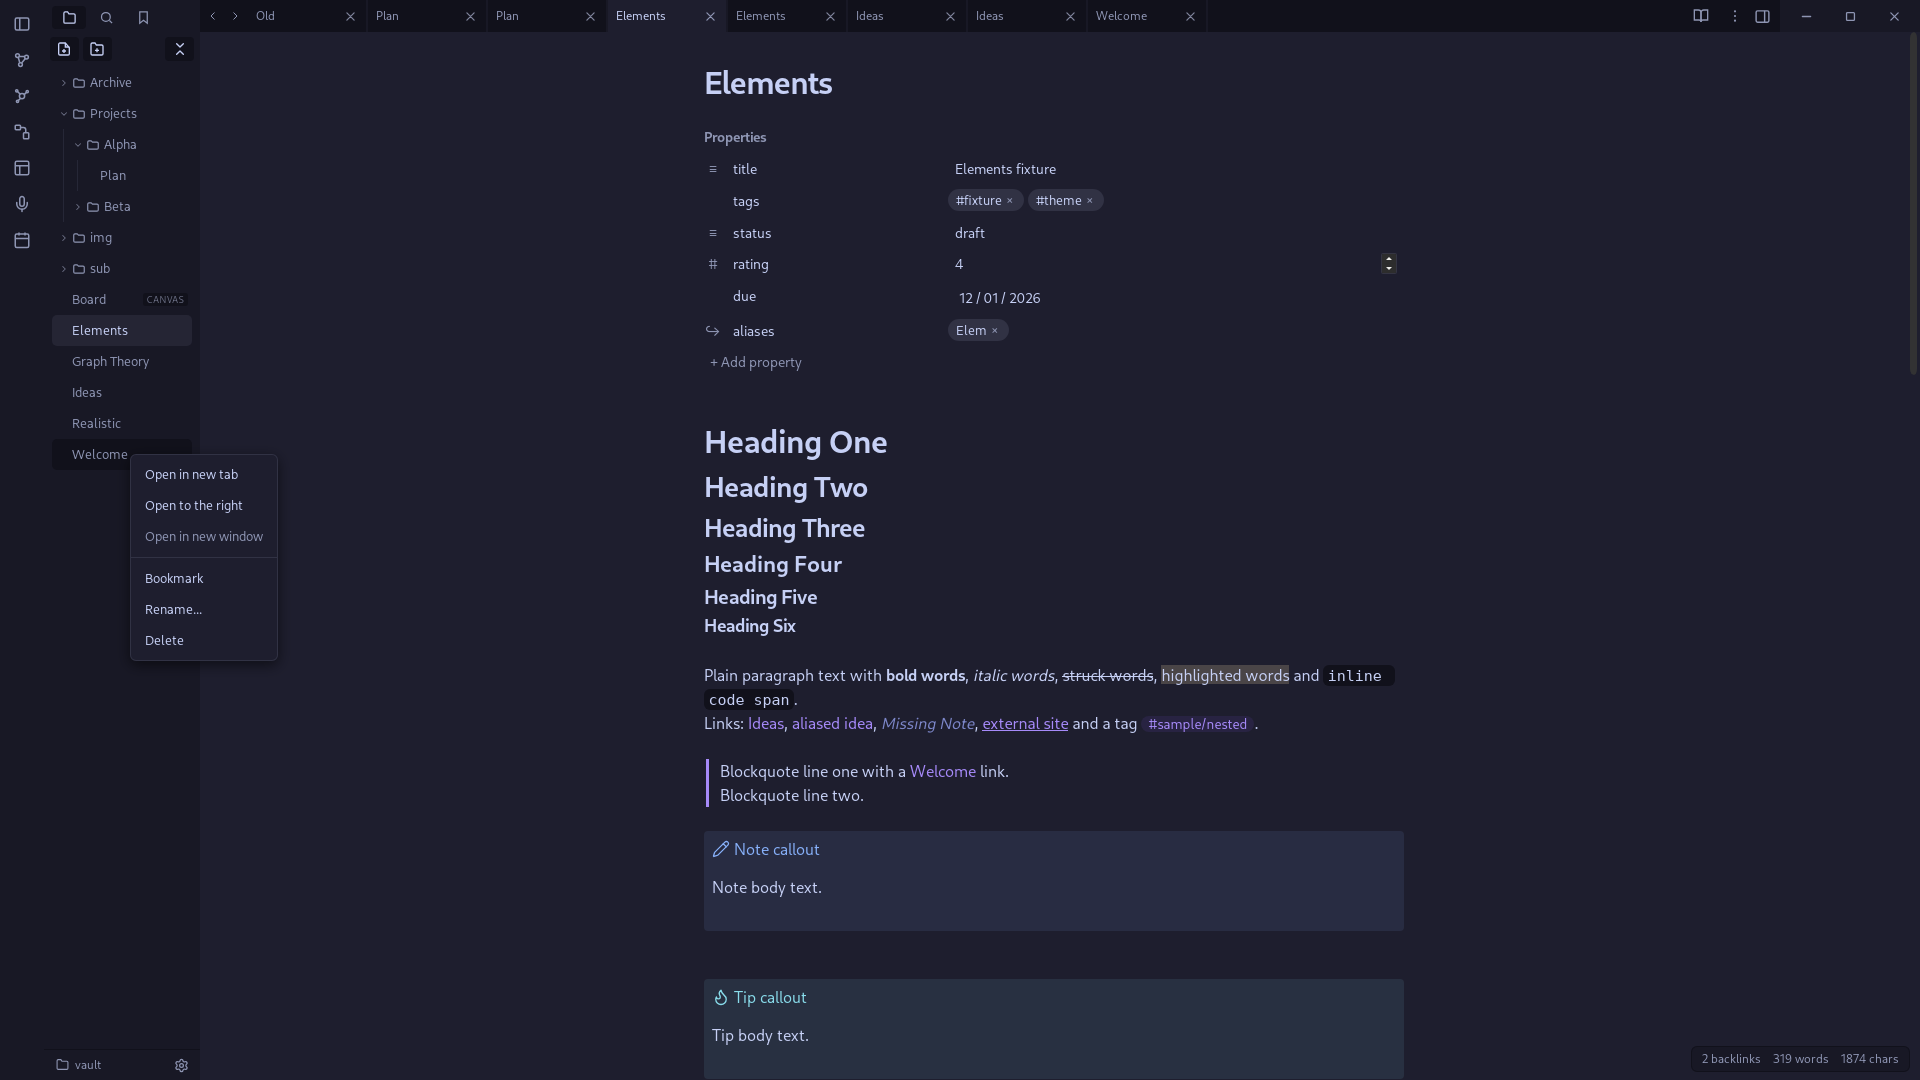 Old
Plan
Plan
Elements
Elements
Ideas
Ideas
Welcome
Archive
Projects
Alpha
Plan
Beta
img
sub
Board CANVAS
Elements
Graph Theory
Ideas
Realistic
Welcome
Open in new tab
Open to the right
Open in new window
Bookmark
Rename...
Delete
vault
Elements
Properties
title Elements fixture
tags #fixture × #theme ×
status draft
rating 4
due 12 / 01 / 2026
aliases Elem ×
+ Add property
Heading One
Heading Two
Heading Three
Heading Four
Heading Five
Heading Six
Plain paragraph text with bold words, italic words, struck words, highlighted words and inline
code span.
Links: Ideas, aliased idea, Missing Note, external site and a tag #sample/nested.
Blockquote line one with a Welcome link.
Blockquote line two.
Note callout
Note body text.
Tip callout
Tip body text.
2 backlinks 319 words 1874 chars